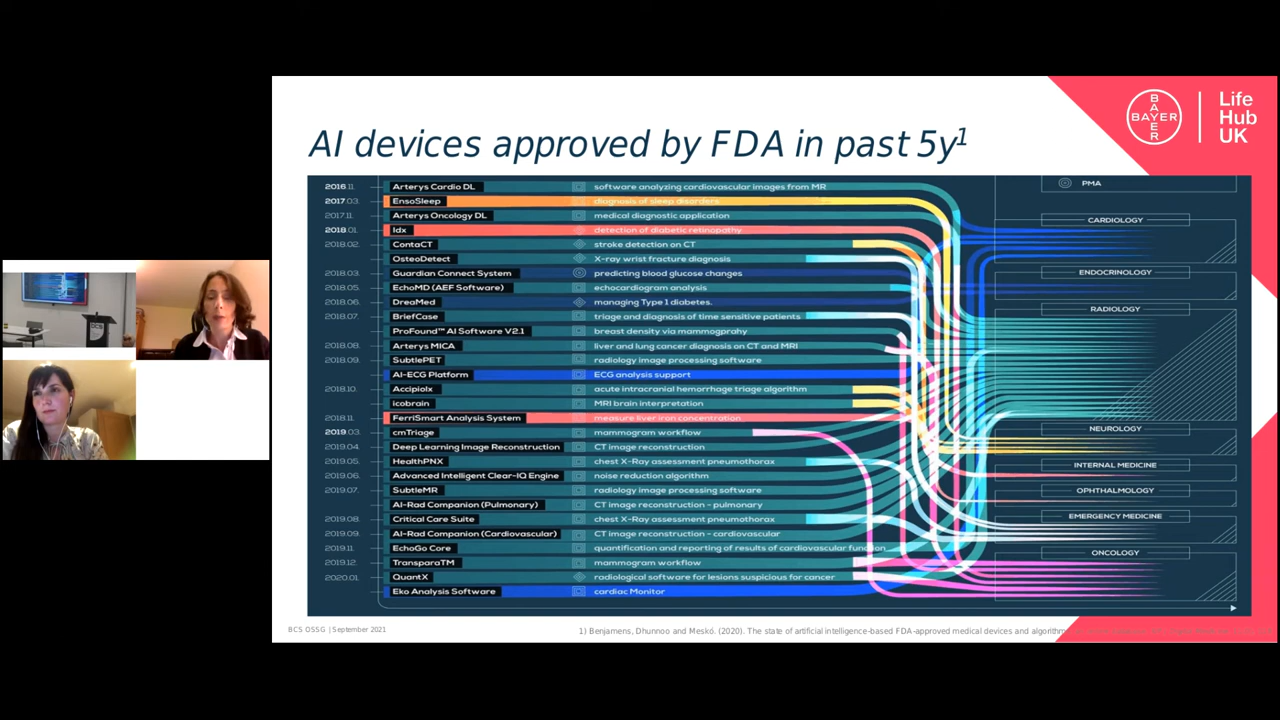 BAYER
BAYER
Life
Hub
UK
AI devices approved by FDA in past 5y1
PMA
2016.11. Arterys Cardio DL software analyzing cardiovascular images from MR
2017.03. EnsoSleep diagnosis of sleep disorders
2017.11. Arterys Oncology DL medical diagnostic application
2018.01. Idx detection of diabetic retinopathy
2018.02. ContaCT stroke detection on CT
OsteoDetect X-ray wrist fracture diagnosis
2018.03. Guardian Connect System predicting blood glucose changes
2018.05. EchoMD (AEF Software) echocardiogram analysis
2018.06. DreaMed managing Type 1 diabetes.
2018.07. BriefCase triage and diagnosis of time sensitive patients
ProFound™ AI Software V2.1 breast density via mammogprahy
2018.08. Arterys MICA liver and lung cancer diagnosis on CT and MRI
2018.09. SubtlePET radiology image processing software
AI-ECG Platform ECG analysis support
2018.10. Accipiolx acute intracranial hemorrhage triage algorithm
icobrain MRI brain interpretation
2018.11. FerriSmart Analysis System measure liver iron concentration
2019.03. cmTriage mammogram workflow
2019.04. Deep Learning Image Reconstruction CT image reconstruction
2019.05. HealthPNX chest X-Ray assessment pneumothorax
2019.06. Advanced Intelligent Clear-IQ Engine noise reduction algorithm
2019.07. SubtleMR radiology image processing software
AI-Rad Companion (Pulmonary) CT image reconstruction - pulmonary
2019.08. Critical Care Suite chest X-Ray assessment pneumothorax
2019.09. AI-Rad Companion (Cardiovascular) CT image reconstruction - cardiovascular
2019.11. EchoGo Core quantification and reporting of results of cardiovascular function
2019.12. TransparaTM mammogram workflow
2020.01. QuantX radiological software for lesions suspicious for cancer
Eko Analysis Software cardiac Monitor
CARDIOLOGY
ENDOCRINOLOGY
RADIOLOGY
NEUROLOGY
INTERNAL MEDICINE
OPHTHALMOLOGY
EMERGENCY MEDICINE
ONCOLOGY
BCS OSSG | September 2021
1) Benjamens, Dhunnoo and Meskó. (2020). The state of artificial intelligence-based FDA-approved medical devices and